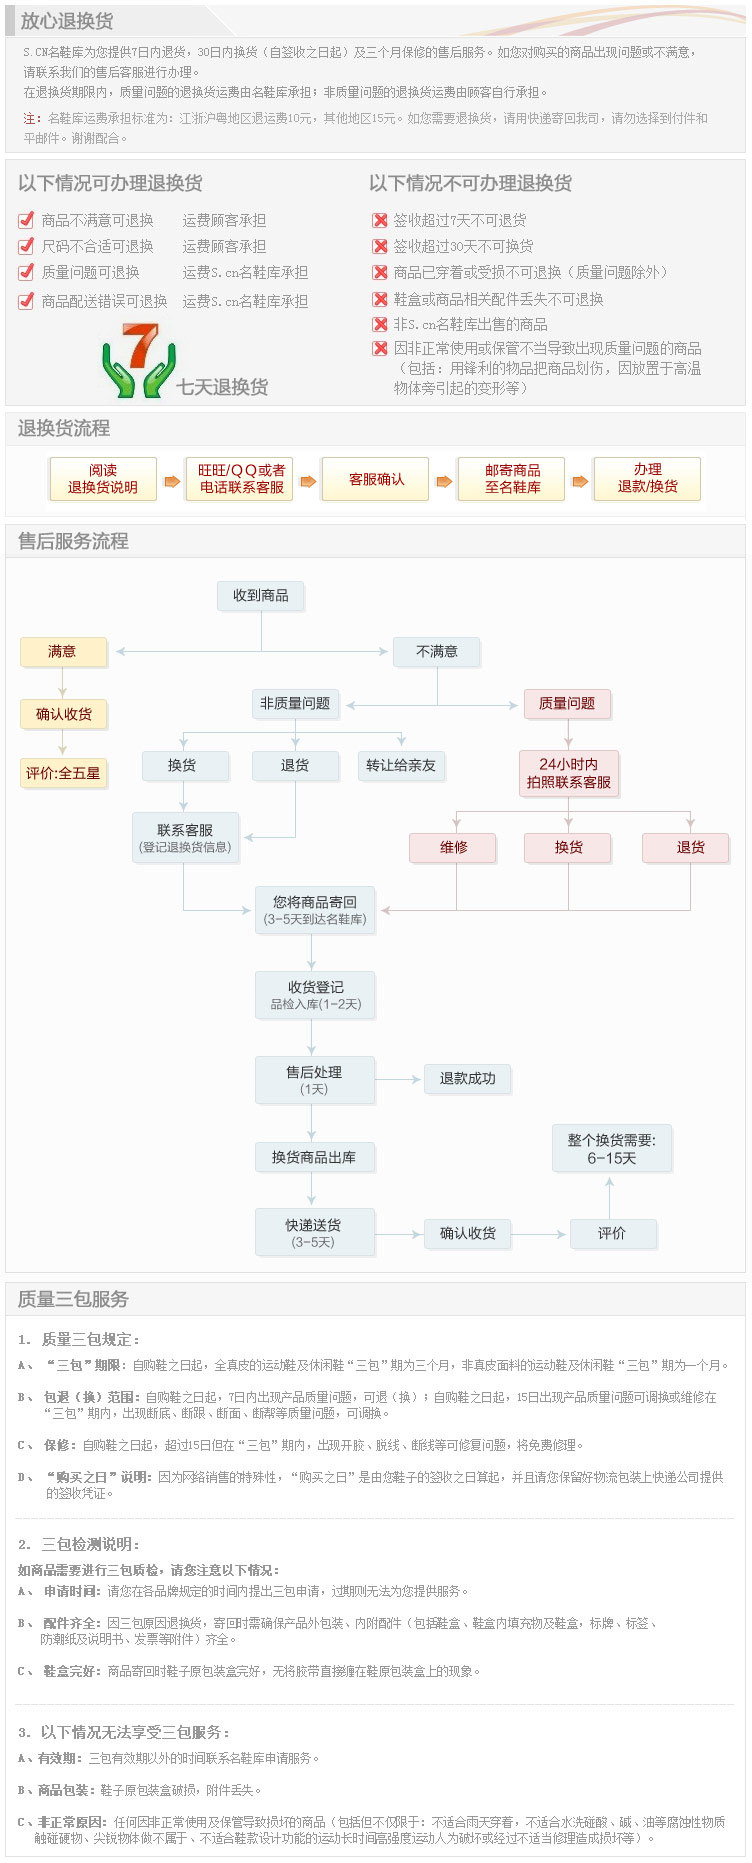 放心退换货
S.CN名鞋库为您提供7日内退货，30日内换货（自签收之日起）及三个月保修的售后服务。如您对购买的商品出现问题或不满意，
请联系我们的售后客服进行办理。
在退换货期限内，质量问题的退换货运费由名鞋库承担；非质量问题的退换货运费由顾客自行承担。
注：名鞋库运费承担标准为：江浙沪粤地区退运费10元，其他地区15元。如您需要退换货，请用快递寄回我司，请勿选择到付件和
平邮件。谢谢配合。
以下情况可办理退换货
商品不满意可退换 运费顾客承担
尺码不合适可退换 运费顾客承担
质量问题可退换 运费S.cn名鞋库承担
商品配送错误可退换 运费S.cn名鞋库承担
7
七天退换货
以下情况不可办理退换货
签收超过7天不可退货
签收超过30天不可换货
商品已穿着或受损不可退换（质量问题除外）
鞋盒或商品相关配件丢失不可退换
非S.cn名鞋库出售的商品
因非正常使用或保管不当导致出现质量问题的商品
（包括：用锋利的物品把商品划伤，因放置于高温
物体旁引起的变形等）
退换货流程
阅读
退换货说明
旺旺/QQ或者
电话联系客服
客服确认
邮寄商品
至名鞋库
办理
退款/换货
售后服务流程
收到商品
满意
不满意
确认收货
非质量问题
质量问题
评价:全五星
换货
退货
转让给亲友
24小时内
拍照联系客服
联系客服
(登记退换货信息)
维修
换货
退货
您将商品寄回
(3-5天到达名鞋库)
收货登记
品检入库(1-2天)
售后处理
(1天)
退款成功
换货商品出库
整个换货需要:
6-15天
快递送货
(3-5天)
确认收货
评价
质量三包服务
1. 质量三包规定：
A、“三包”期限：自购鞋之日起，全真皮的运动鞋及休闲鞋“三包”期为三个月，非真皮面料的运动鞋及休闲鞋“三包”期为一个月。
B、 包退（换）范围：自购鞋之日起，7日内出现产品质量问题，可退（换）；自购鞋之日起，15日出现产品质量问题可调换或维修在
“三包”期内，出现断底、断跟、断面、断帮等质量问题，可调换。
C、 保修：自购鞋之日起，超过15日但在“三包”期内，出现开胶、脱线、断线等可修复问题，将免费修理。
D、“购买之日”说明：因为网络销售的特殊性，“购买之日”是由您鞋子的签收之日算起，并且请您保留好物流包装上快递公司提供
的签收凭证。
2. 三包检测说明：
如商品需要进行三包质检，请您注意以下情况：
A、 申请时间：请您在各品牌规定的时间内提出三包申请，过期则无法为您提供服务。
B、 配件齐全：因三包原因退换货，寄回时需确保产品外包装、内附配件（包括鞋盒、鞋盒内填充物及鞋盒，标牌、标签、
防潮纸及说明书、发票等附件）齐全。
C、 鞋盒完好：商品寄回时鞋子原包装盒完好，无将胶带直接缠在鞋原包装盒上的现象。
3. 以下情况无法享受三包服务：
A、有效期：三包有效期以外的时间联系名鞋库申请服务。
B、商品包装：鞋子原包装盒破损，附件丢失。
C、非正常原因：任何因非正常使用及保管导致损坏的商品（包括但不仅限于：不适合雨天穿着，不适合水洗碰酸、碱、油等腐蚀性物质
触碰硬物、尖锐物体做不属于、不适合鞋款设计功能的运动长时间高强度运动人为破坏或经过不适当修理造成损坏等）。